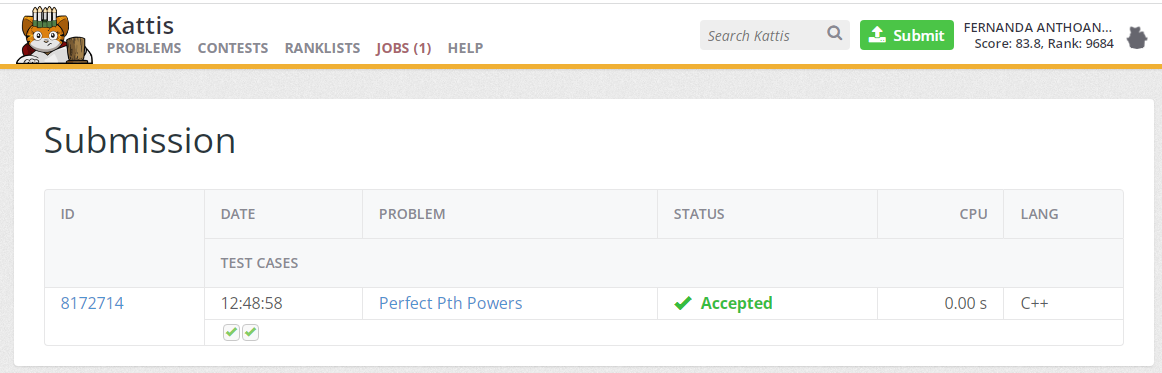 Kattis
PROBLEMS CONTESTS RANKLISTS JOBS (1) HELP
Search Kattis
Submit
FERNANDA ANTHOAN...
Score: 83.8, Rank: 9684
Submission
ID DATE PROBLEM STATUS CPU LANG
TEST CASES
8172714 12:48:58 Perfect Pth Powers Accepted 0.00 s C++